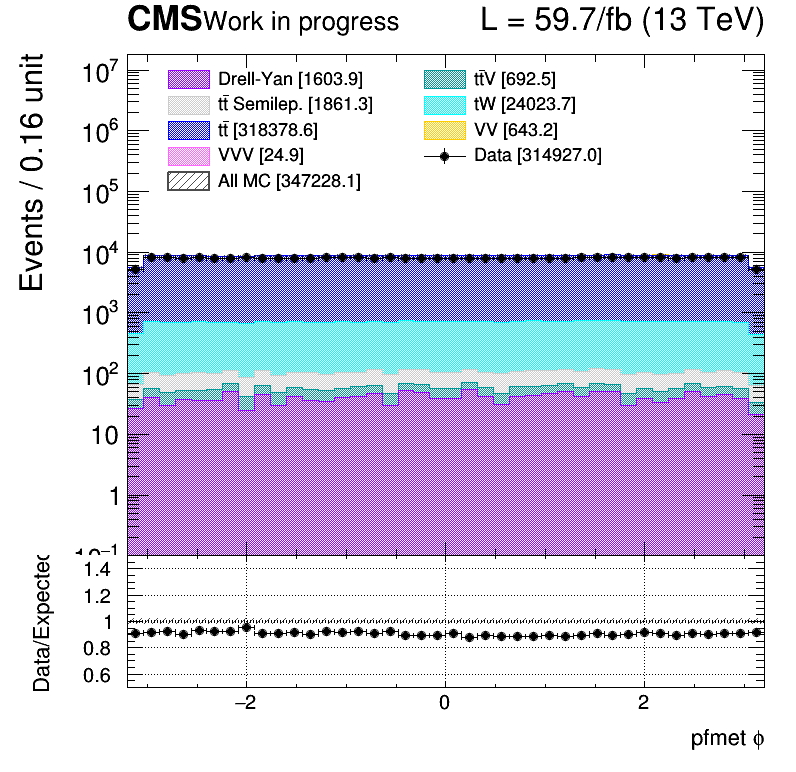 CMS Work in progress L = 59.7/fb (13 TeV)
Events / 0.16 unit
10⁷
10⁶
10⁵
10⁴
10³
10²
10
1
10⁻¹
Drell-Yan [1603.9]
tt̄ Semilep. [1861.3]
tt̄ [318378.6]
VVV [24.9]
All MC [347228.1]
tt̄V [692.5]
tW [24023.7]
VV [643.2]
Data [314927.0]
Data/Expected
1.4
1.2
1
0.8
0.6
−2 0 2
pfmet ϕ